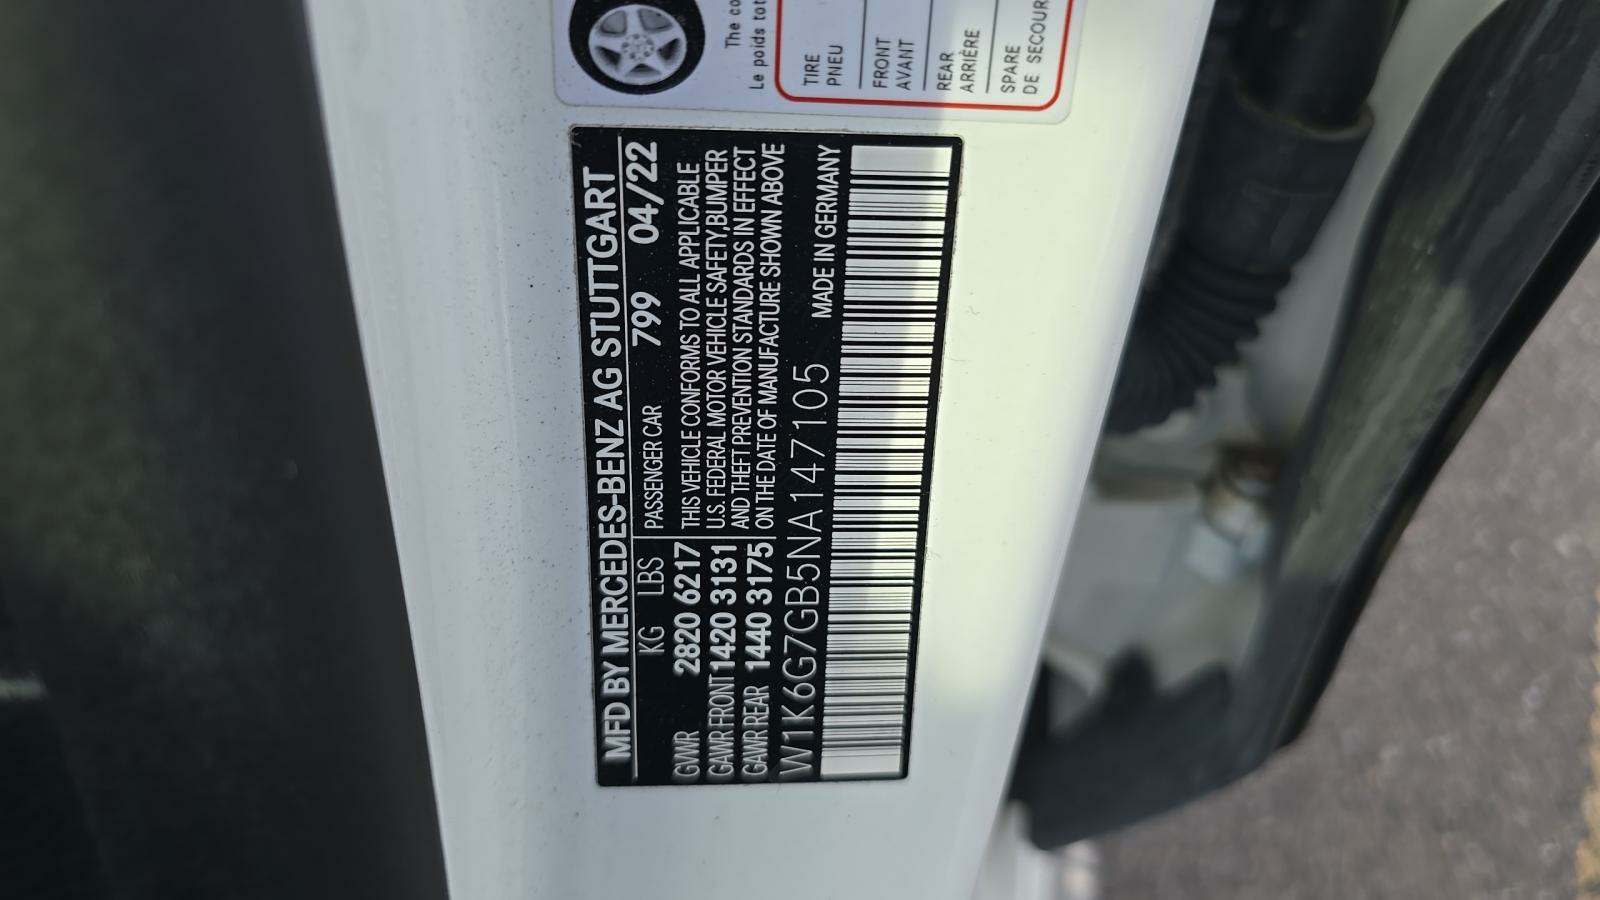 The co
Le poids tot
TIRE
PNEU
FRONT
AVANT
REAR
ARRIÈRE
SPARE
DE SECOUR
MFD BY MERCEDES-BENZ AG STUTTGART
KG LBS PASSENGER CAR 799 04/22
GVWR 2820 6217 THIS VEHICLE CONFORMS TO ALL APPLICABLE
GAWR FRONT 1420 3131 U.S. FEDERAL MOTOR VEHICLE SAFETY,BUMPER
GAWR REAR 1440 3175 AND THEFT PREVENTION STANDARDS IN EFFECT
ON THE DATE OF MANUFACTURE SHOWN ABOVE
W1K6G7GB5NA147105 MADE IN GERMANY